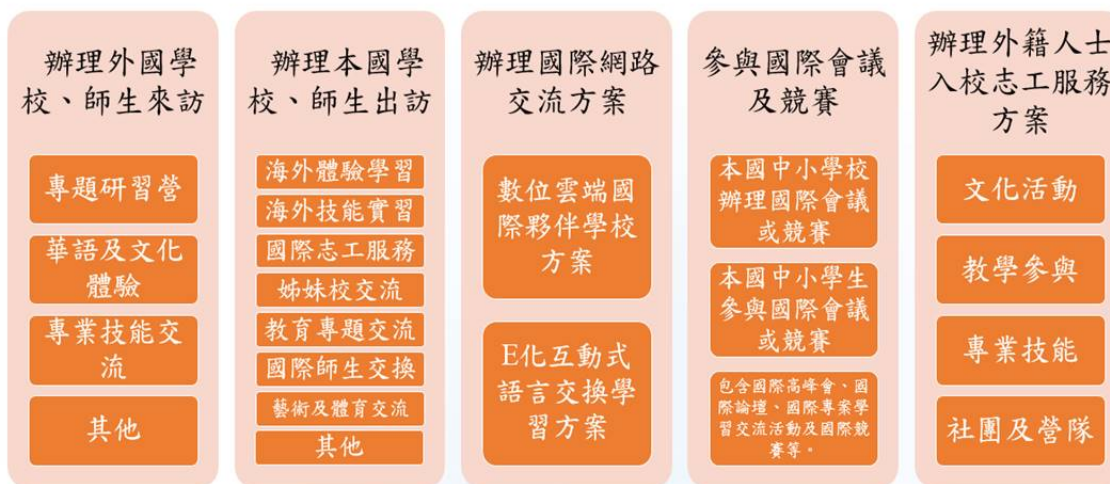 辦理外國學
校、師生來訪
專題研習營
華語及文化
體驗
專業技能交
流
其他
辦理本國學
校、師生出訪
海外體驗學習
海外技能實習
國際志工服務
姊妹校交流
教育專題交流
國際師生交換
藝術及體育交流
其他
辦理國際網路
交流方案
數位雲端國
際夥伴學校
方案
E化互動式
語言交換學
習方案
參與國際會議
及競賽
本國中小學校
辦理國際會議
或競賽
本國中小學生
參與國際會議
或競賽
包含國際高峰會、國
際論壇、國際專案學
習交流活動及國際競
賽等。
辦理外籍人士
入校志工服務
方案
文化活動
教學參與
專業技能
社團及營隊